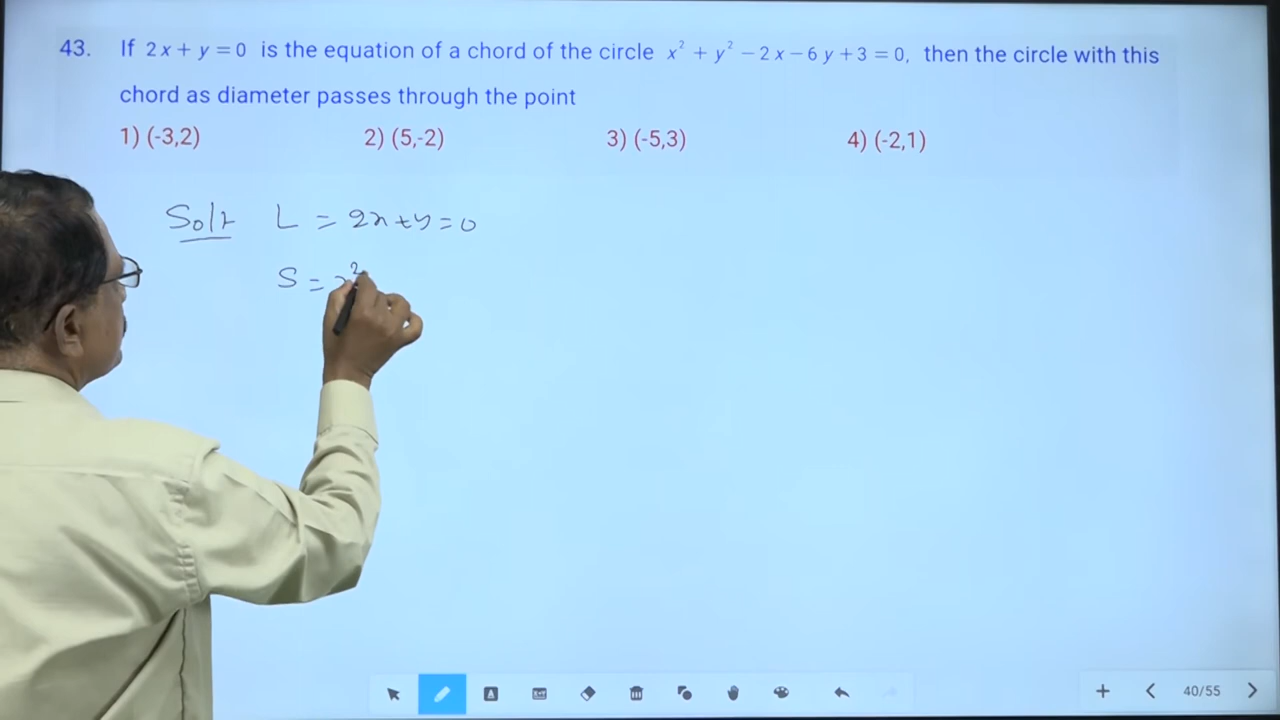 43. If 2x + y = 0 is the equation of a chord of the circle x² + y² − 2x − 6y + 3 = 0, then the circle with this
chord as diameter passes through the point
1) (-3,2) 2) (5,-2) 3) (-5,3) 4) (-2,1)
L = 2x+y=0
S = x²
40/55